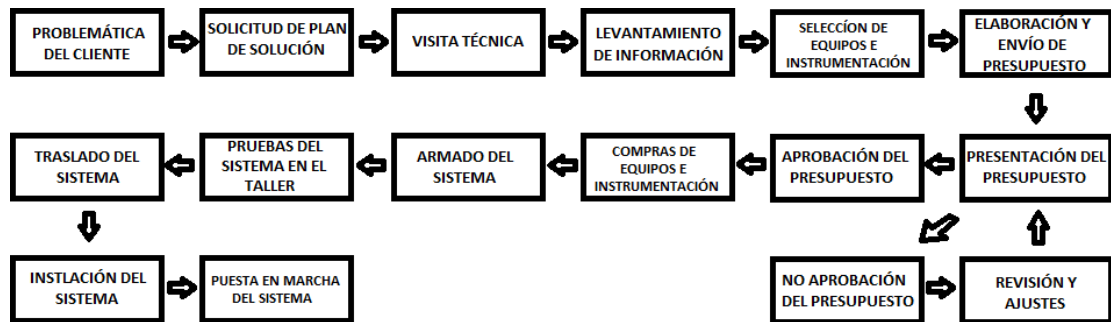 PROBLEMÁTICA
DEL CLIENTE
SOLICITUD DE PLAN
DE SOLUCIÓN
VISITA TÉCNICA
LEVANTAMIENTO
DE INFORMACIÓN
SELECCÍON DE
EQUIPOS E
INSTRUMENTACIÓN
ELABORACIÓN Y
ENVÍO DE
PRESUPUESTO
TRASLADO DEL
SISTEMA
PRUEBAS DEL
SISTEMA EN EL
TALLER
ARMADO DEL
SISTEMA
COMPRAS DE
EQUIPOS E
INSTRUMENTACIÓN
APROBACIÓN DEL
PRESUPUESTO
PRESENTACIÓN DEL
PRESUPUESTO
INSTLACIÓN DEL
SISTEMA
PUESTA EN MARCHA
DEL SISTEMA
NO APROBACIÓN
DEL PRESUPUESTO
REVISIÓN Y
AJUSTES